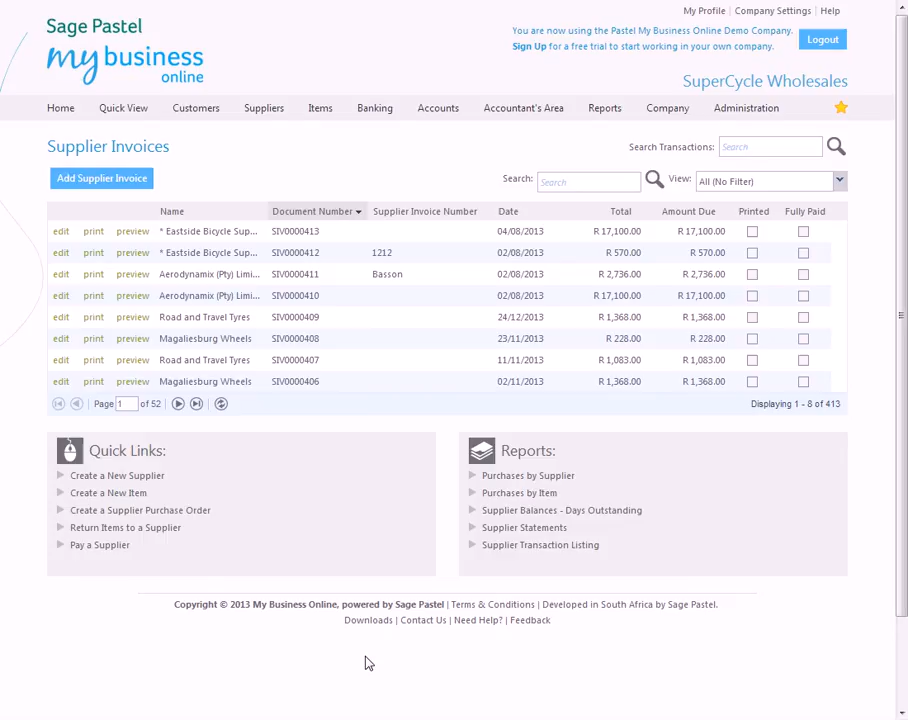 My Profile | Company Settings | Help
Sage Pastel
my business online
You are now using the Pastel My Business Online Demo Company.
Sign Up for a free trial to start working in your own company.
Logout
SuperCycle Wholesales
Home Quick View Customers Suppliers Items Banking Accounts Accountant's Area Reports Company Administration
Supplier Invoices
Search Transactions: Search
Add Supplier Invoice
Search: Search View: All (No Filter)
Name Document Number Supplier Invoice Number Date Total Amount Due Printed Fully Paid
edit print preview * Eastside Bicycle Sup... SIV0000413 04/08/2013 R 17,100.00 R 17,100.00
edit print preview * Eastside Bicycle Sup... SIV0000412 1212 02/08/2013 R 570.00 R 570.00
edit print preview Aerodynamix (Pty) Limi... SIV0000411 Basson 02/08/2013 R 2,736.00 R 2,736.00
edit print preview Aerodynamix (Pty) Limi... SIV0000410 02/08/2013 R 17,100.00 R 17,100.00
edit print preview Road and Travel Tyres SIV0000409 24/12/2013 R 1,368.00 R 1,368.00
edit print preview Magaliesburg Wheels SIV0000408 23/11/2013 R 228.00 R 228.00
edit print preview Road and Travel Tyres SIV0000407 11/11/2013 R 1,083.00 R 1,083.00
edit print preview Magaliesburg Wheels SIV0000406 02/11/2013 R 1,368.00 R 1,368.00
Page 1 of 52 Displaying 1 - 8 of 413
Quick Links:
Create a New Supplier
Create a New Item
Create a Supplier Purchase Order
Return Items to a Supplier
Pay a Supplier
Reports:
Purchases by Supplier
Purchases by Item
Supplier Balances - Days Outstanding
Supplier Statements
Supplier Transaction Listing
Copyright © 2013 My Business Online, powered by Sage Pastel | Terms & Conditions | Developed in South Africa by Sage Pastel.
Downloads | Contact Us | Need Help? | Feedback